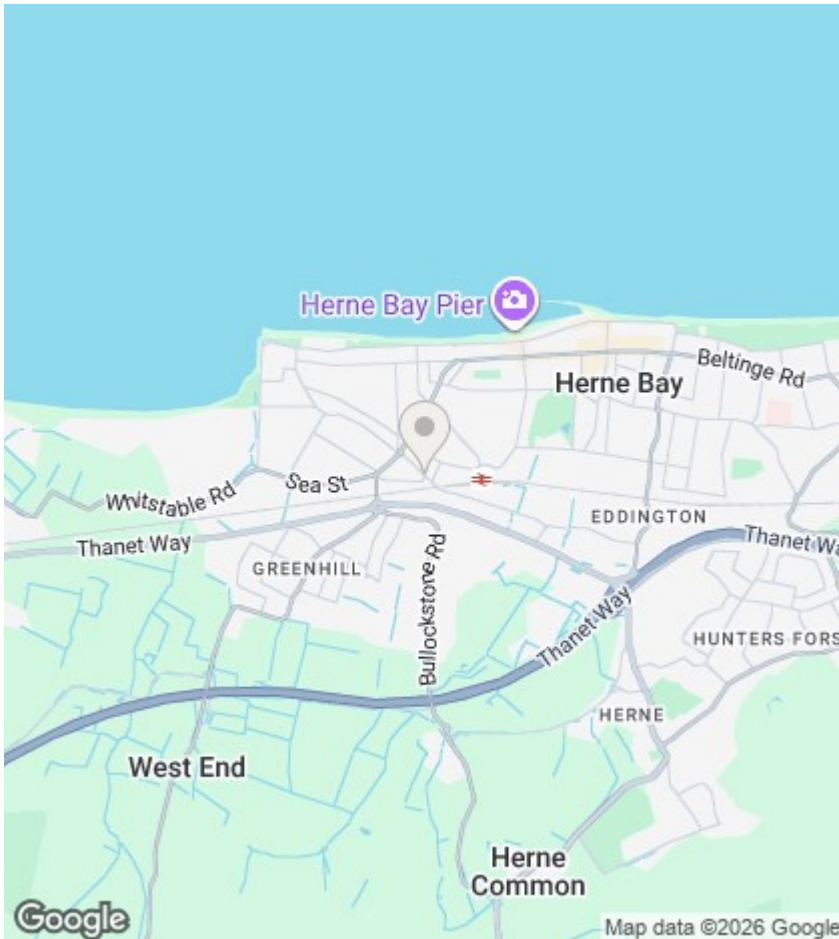 Herne Bay Pier
Beltinge Rd
Herne Bay
Sea St
Whitstable Rd
EDDINGTON
Thanet Way
Thanet Wa
GREENHILL
Bullockstone Rd
Thanet Way
HUNTERS FORS
HERNE
West End
Herne
Common
Google
Map data ©2026 Google